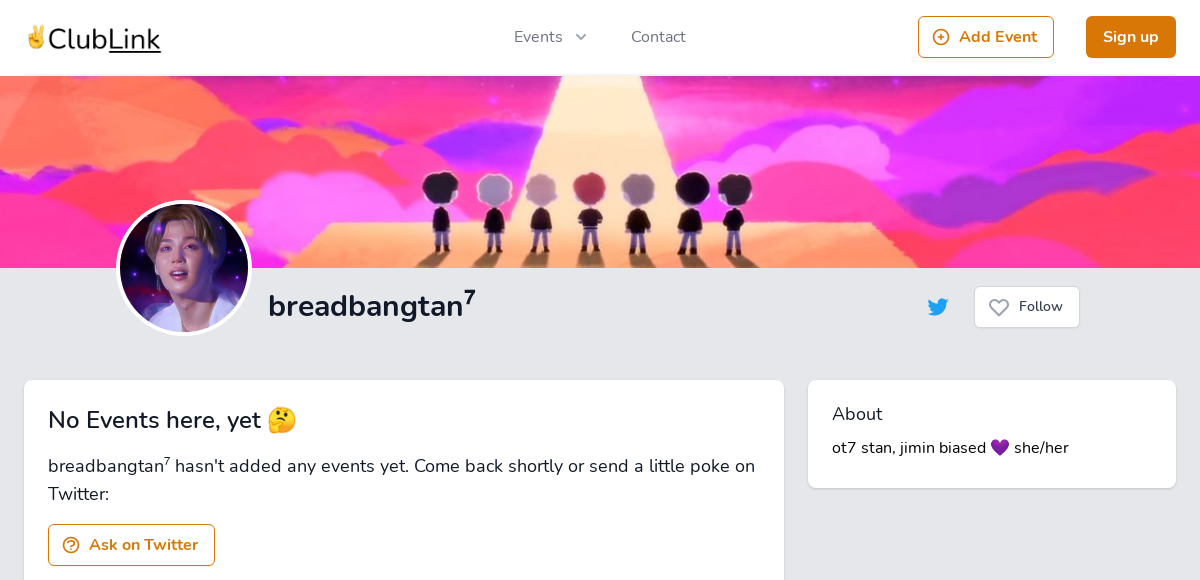 ✌️ClubLink
Events
Contact
Add Event
Sign up
breadbangtan⁷
Follow
No Events here, yet 🤔
breadbangtan⁷ hasn't added any events yet. Come back shortly or send a little poke on
Twitter:
Ask on Twitter
About
ot7 stan, jimin biased 💜 she/her